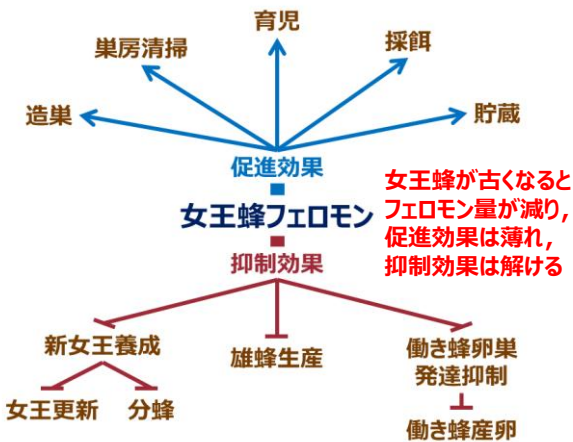 育児
巣房清掃
採餌
造巣
貯蔵
促進効果
女王蜂フェロモン
女王蜂が古くなると
フェロモン量が減り，
促進効果は薄れ，
抑制効果は解ける
抑制効果
新女王養成
雄蜂生産
働き蜂卵巣
発達抑制
女王更新
分蜂
働き蜂産卵